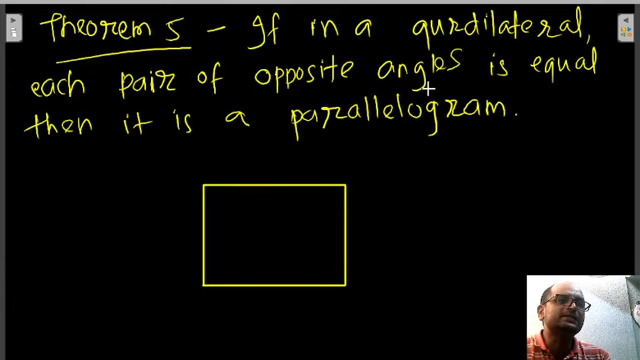 Theorem 5 - If in a qurdilateral,
each pair of opposite angles is equal
then it is a parallelogram.